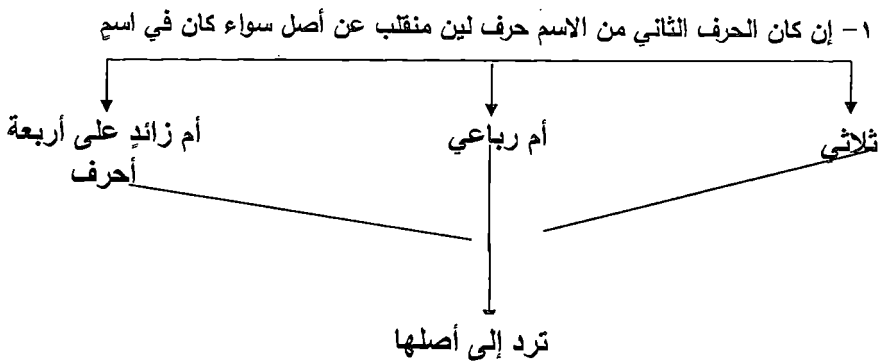 ١- إن كان الحرف الثاني من الاسم حرف لين منقلب عن أصل سواء كان في اسمٍ
ثلاثي
أم رباعي
أم زائدٍ على أربعة
أحرف
ترد إلى أصلها